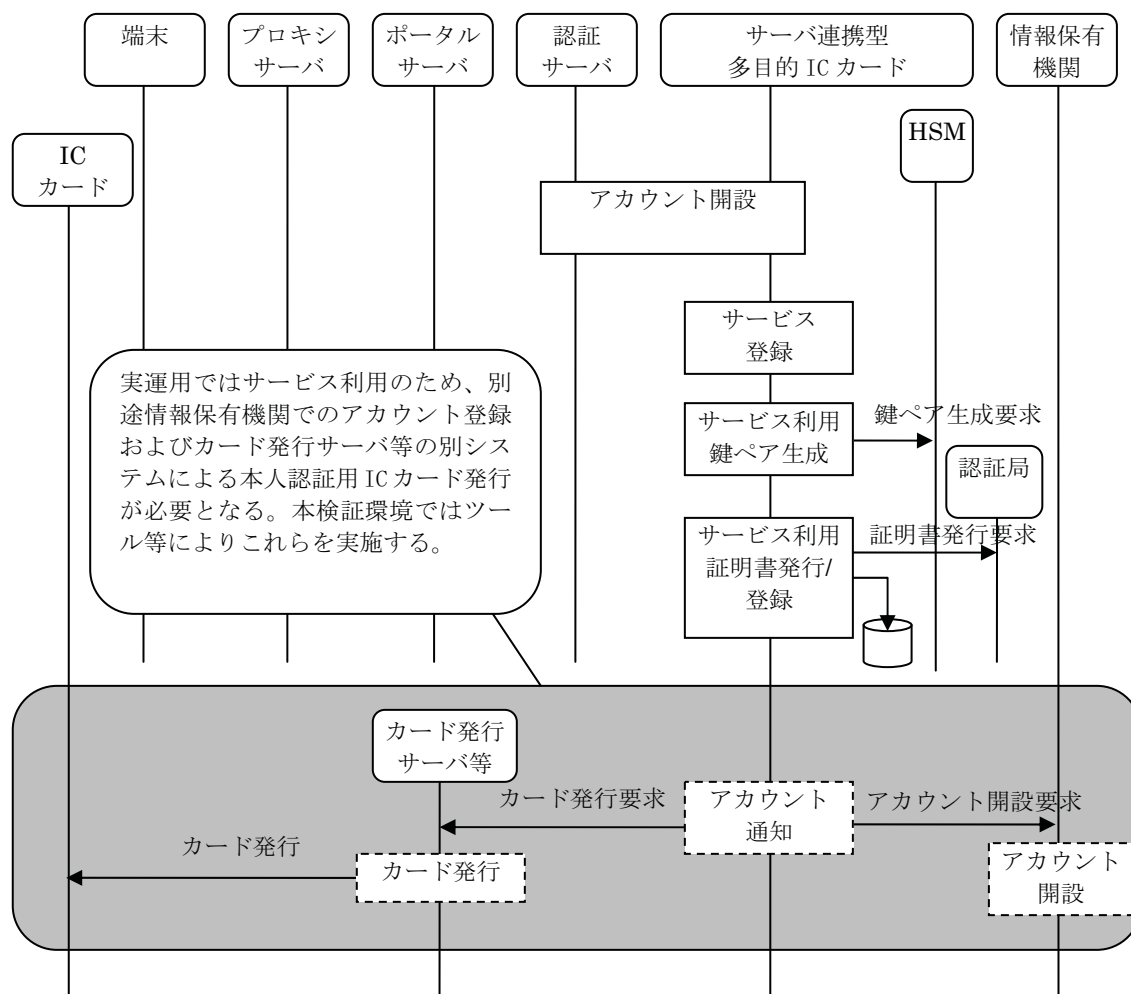 端末
プロキシ
サーバ
ポータル
サーバ
認証
サーバ
サーバ連携型
多目的 IC カード
情報保有
機関
IC
カード
HSM
アカウント開設
サービス
登録
実運用ではサービス利用のため、別
途情報保有機関でのアカウント登録
およびカード発行サーバ等の別シス
テムによる本人認証用 IC カード発行
が必要となる。本検証環境ではツー
ル等によりこれらを実施する。
サービス利用
鍵ペア生成
鍵ペア生成要求
認証局
サービス利用
証明書発行/
登録
証明書発行要求
カード発行
サーバ等
カード発行要求
アカウント
通知
アカウント開設要求
カード発行
カード発行
アカウント
開設